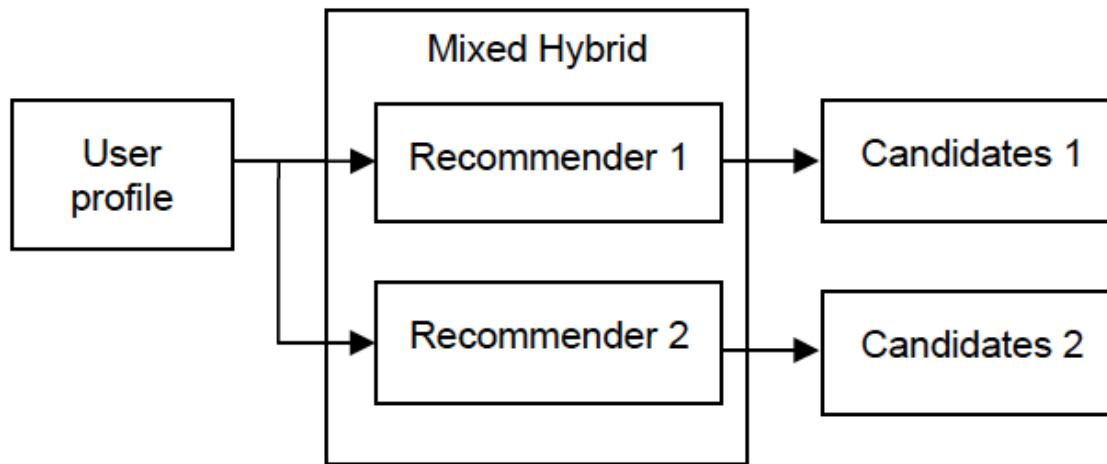 Mixed Hybrid
User
profile
Recommender 1
Candidates 1
Recommender 2
Candidates 2